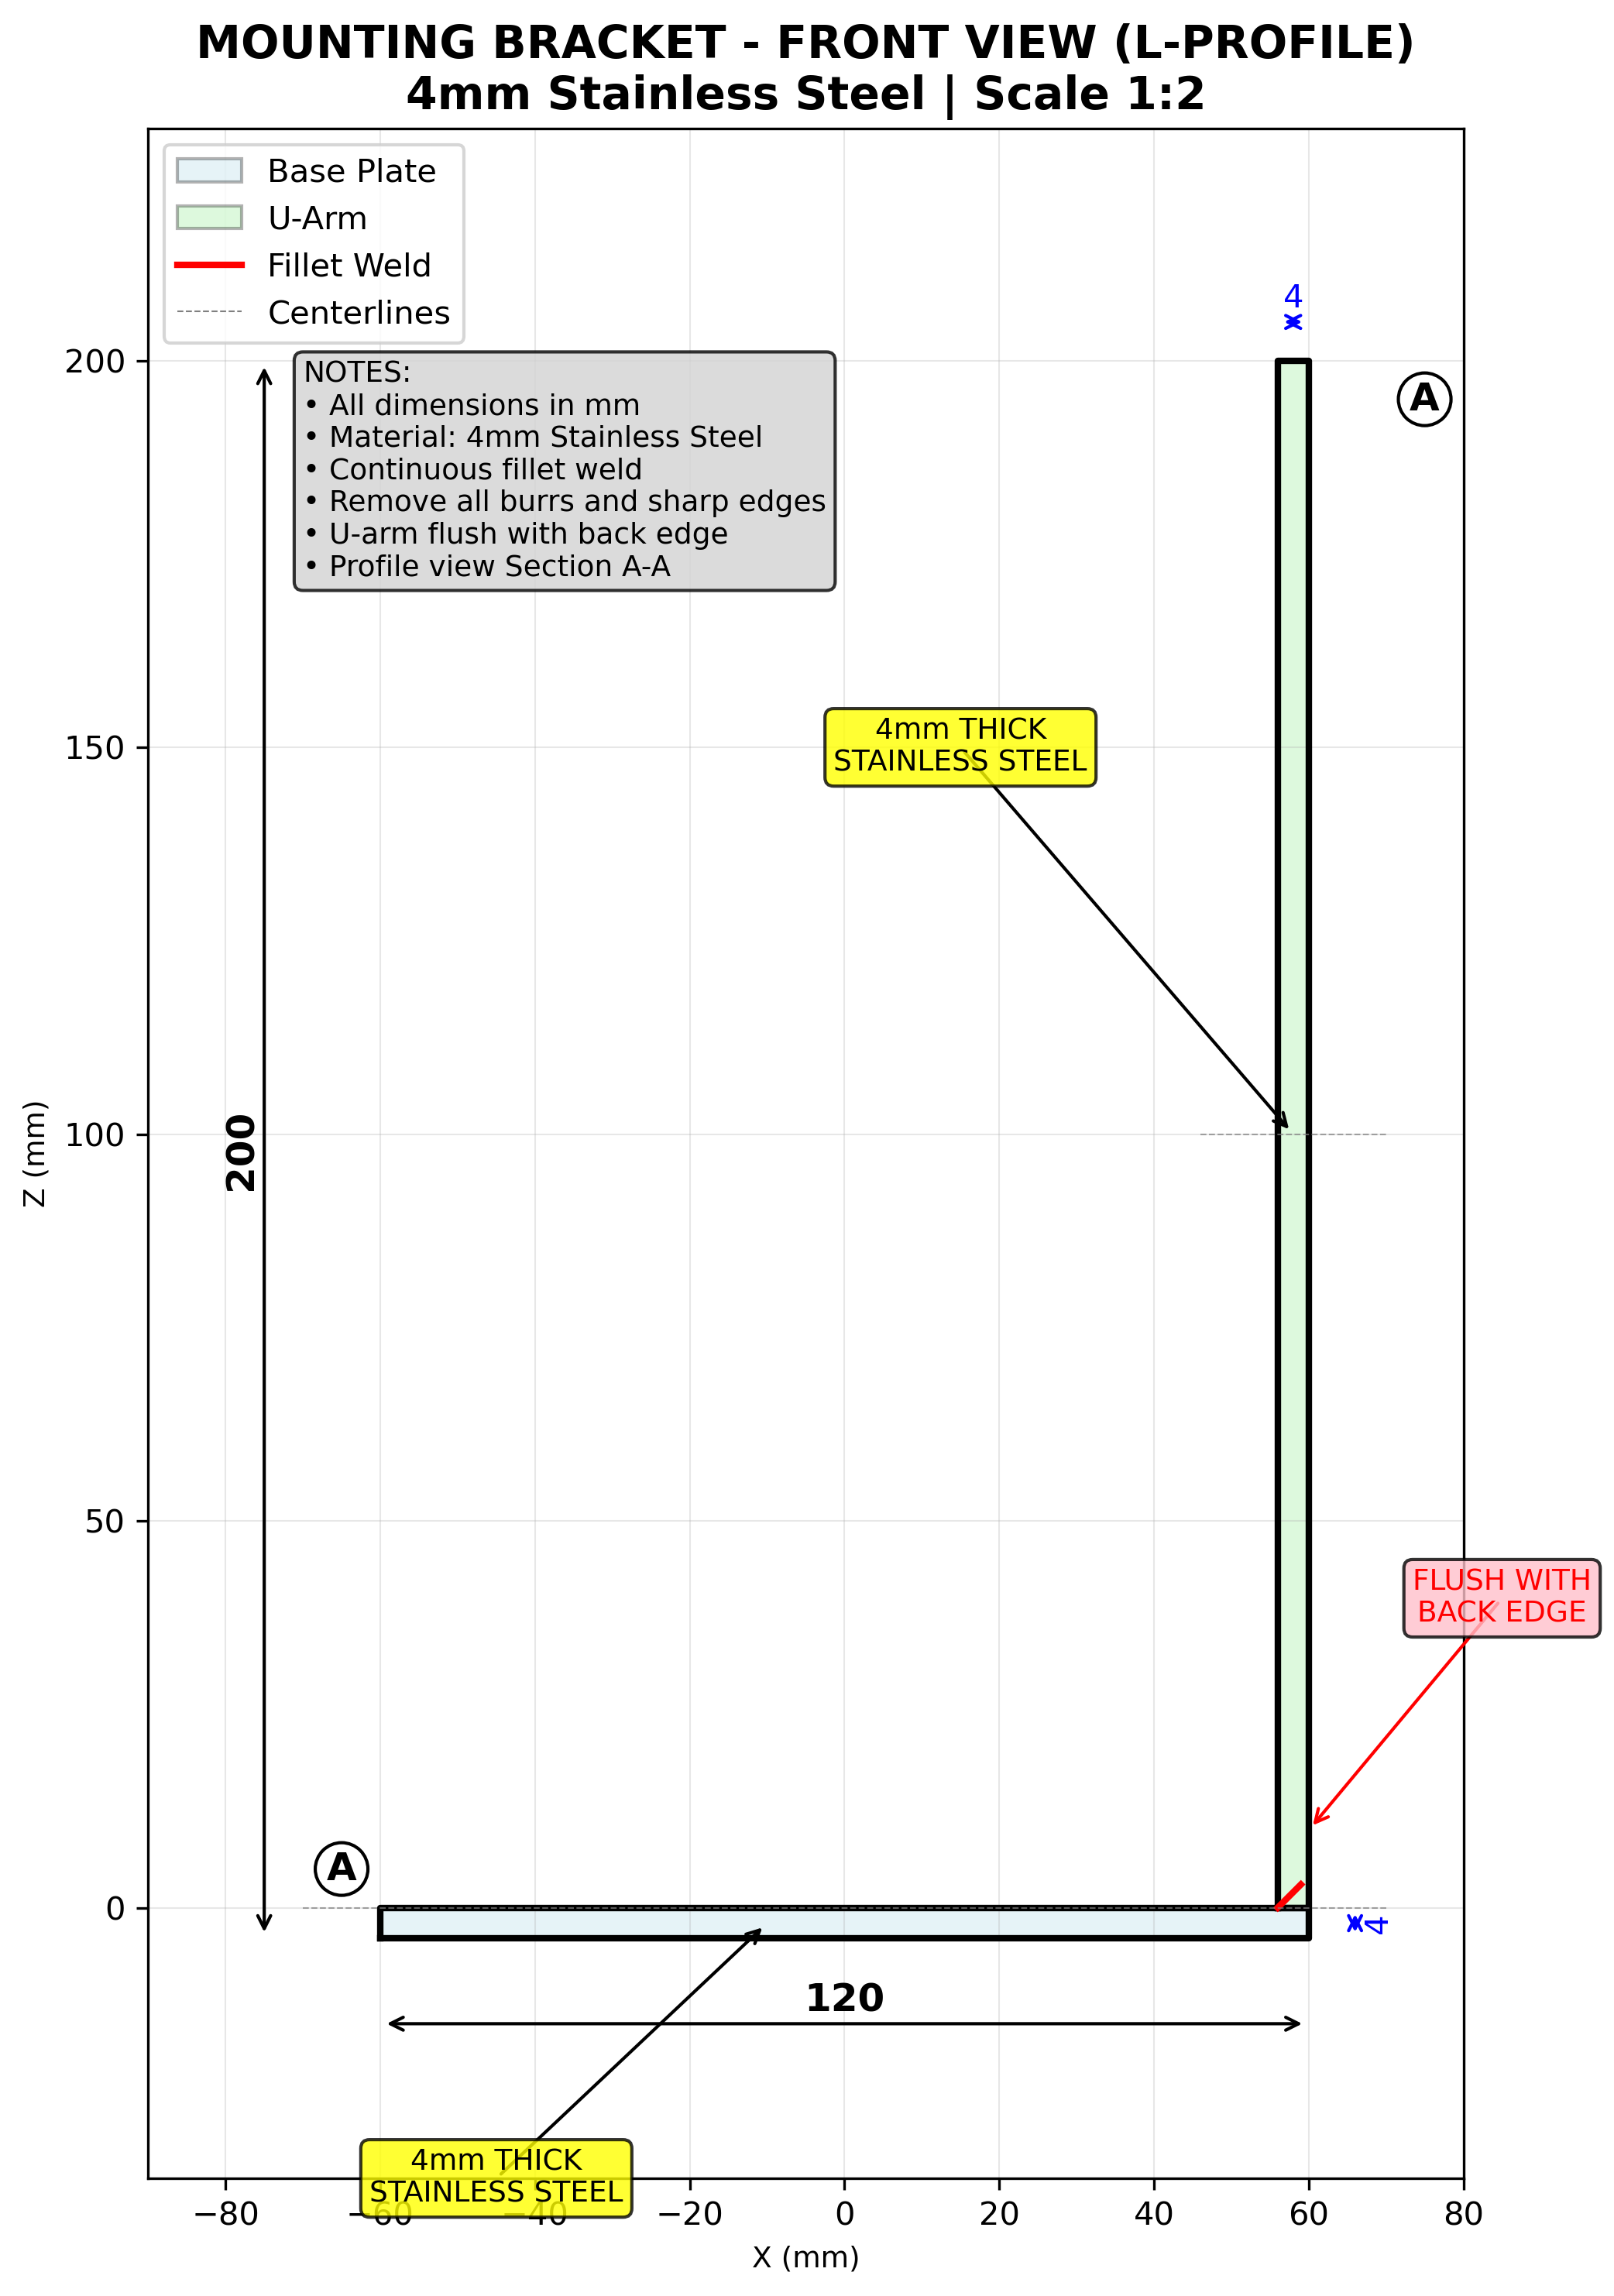 MOUNTING BRACKET - FRONT VIEW (L-PROFILE)
4mm Stainless Steel | Scale 1:2
Base Plate
U-Arm
Fillet Weld
Centerlines
4
200
A
NOTES:
• All dimensions in mm
• Material: 4mm Stainless Steel
• Continuous fillet weld
• Remove all burrs and sharp edges
• U-arm flush with back edge
• Profile view Section A-A
4mm THICK
STAINLESS STEEL
150
200
Z (mm)
100
50
FLUSH WITH
BACK EDGE
A
0
4
120
4mm THICK
STAINLESS STEEL
−80
−60
−40
−20
0
20
40
60
80
X (mm)